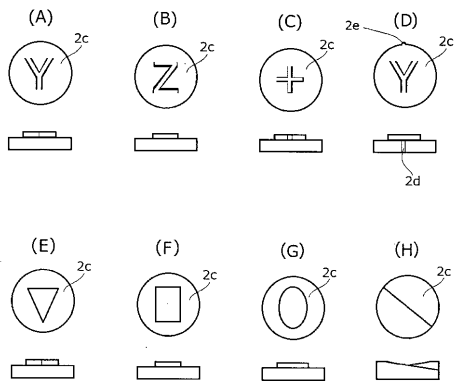 (A) (B) (C) (D)
2c 2c 2c 2e 2c
Y Z + Y
2d
(E) (F) (G) (H)
2c 2c 2c 2c